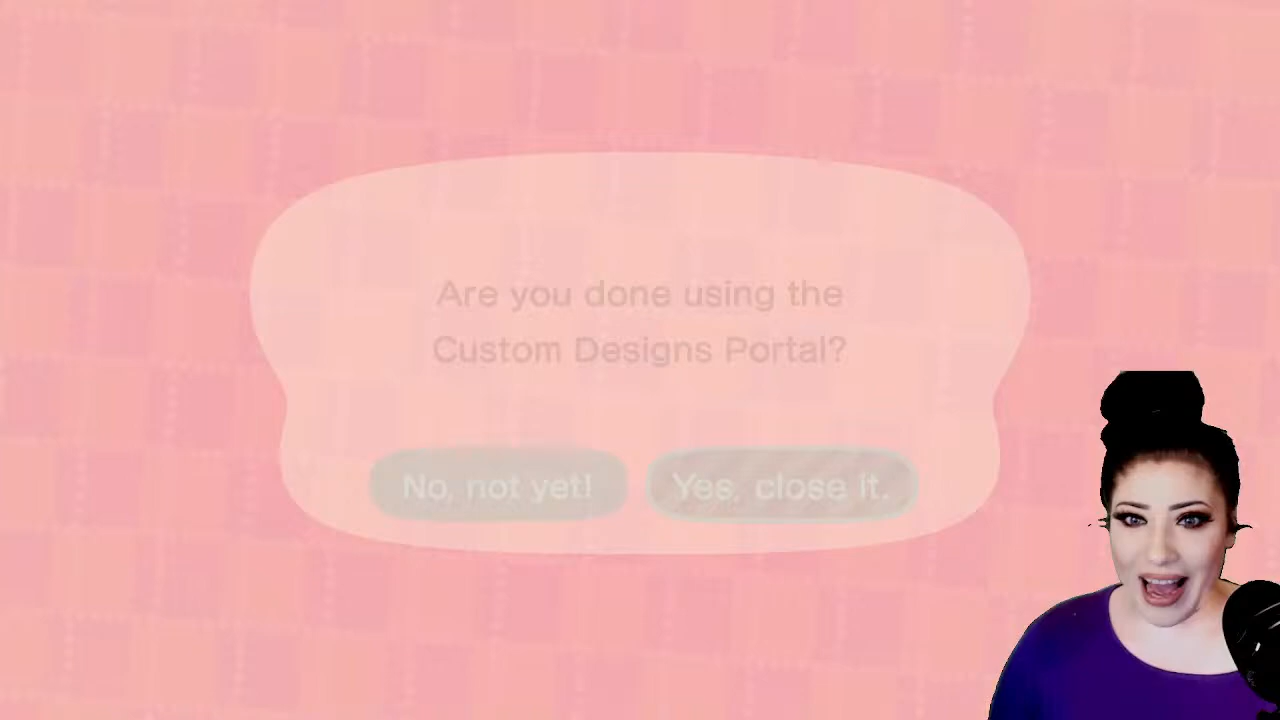 Are you done using the
Custom Designs Portal?
No, not yet!
Yes, close it.